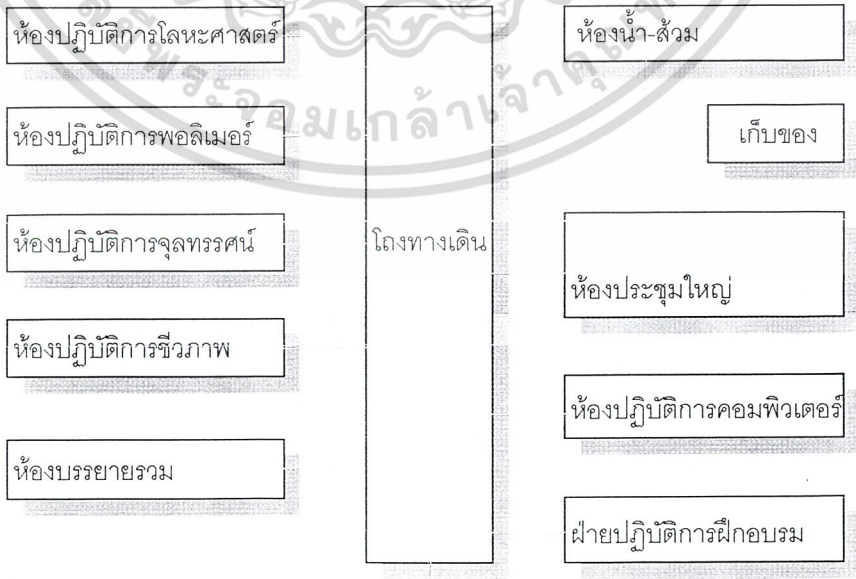 ห้องปฏิบัติการโลหะศาสตร์
ห้องปฏิบัติการพอลิเมอร์
ห้องปฏิบัติการจุลทรรศน์
ห้องปฏิบัติการชีวภาพ
ห้องบรรยายรวม
โถงทางเดิน
ห้องน้ำ-ส้วม
เก็บของ
ห้องประชุมใหญ่
ห้องปฏิบัติการคอมพิวเตอร์
ฝ่ายปฏิบัติการฝึกอบรม